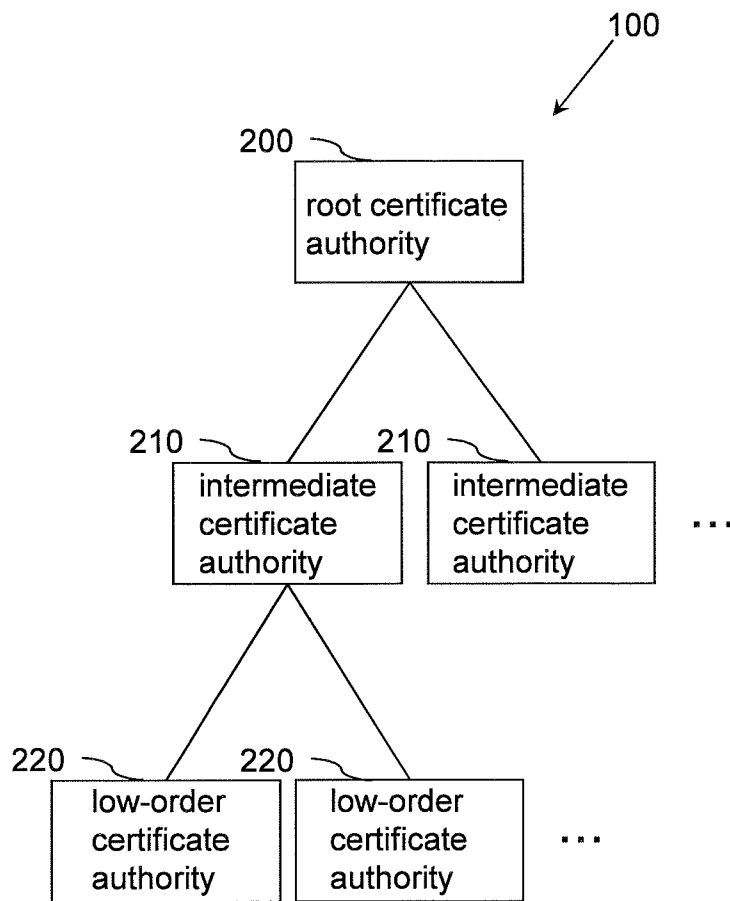 100
200
root certificate
authority
210
210
intermediate
certificate
authority
intermediate
certificate
authority
...
220
220
low-order
certificate
authority
low-order
certificate
authority
...